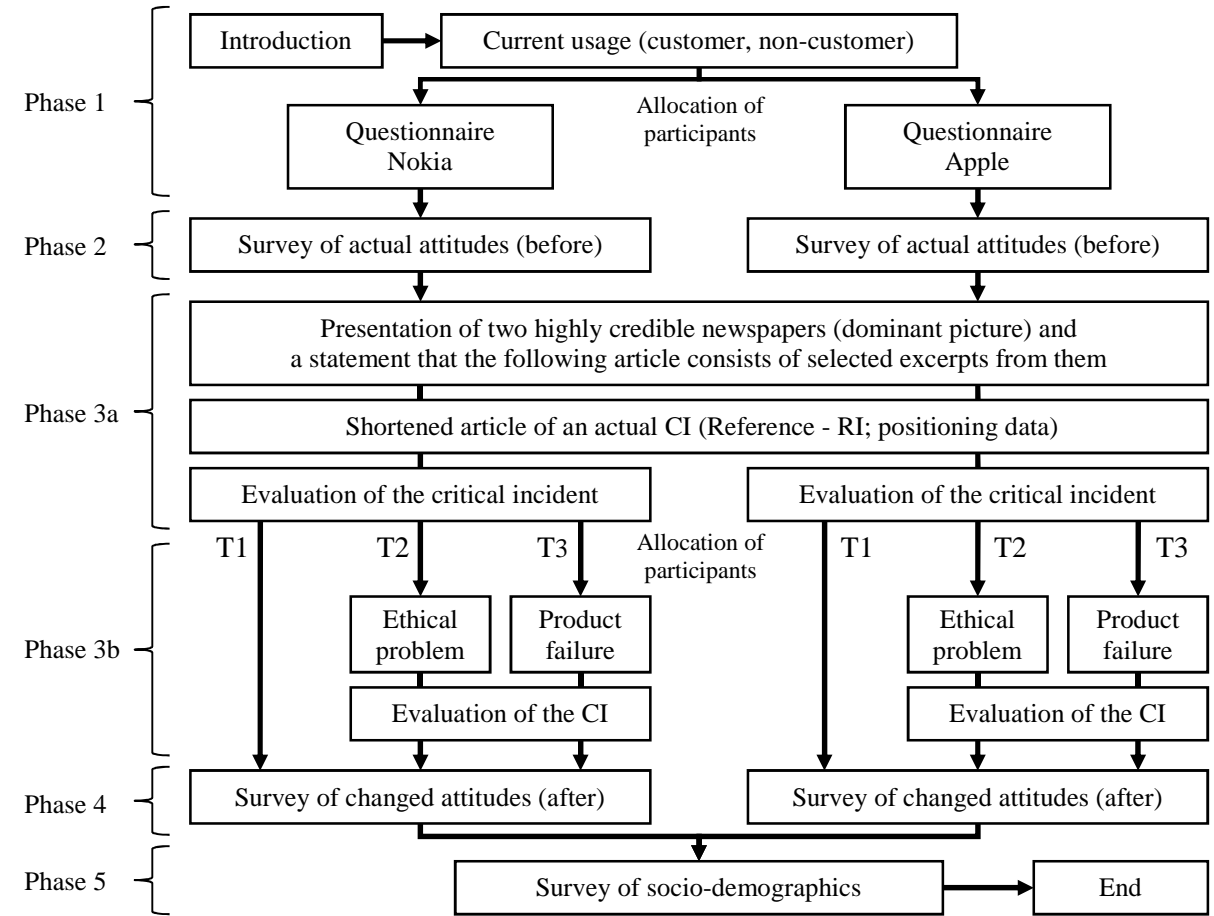 Introduction
Current usage (customer, non-customer)
Phase 1
Allocation of
participants
Questionnaire
Nokia
Questionnaire
Apple
Phase 2
Survey of actual attitudes (before)
Survey of actual attitudes (before)
Presentation of two highly credible newspapers (dominant picture) and
a statement that the following article consists of selected excerpts from them
Phase 3a
Shortened article of an actual CI (Reference - RI; positioning data)
Evaluation of the critical incident
Evaluation of the critical incident
T1
T2
T3
Allocation of
participants
T1
T2
T3
Phase 3b
Ethical
problem
Product
failure
Ethical
problem
Product
failure
Evaluation of the CI
Evaluation of the CI
Phase 4
Survey of changed attitudes (after)
Survey of changed attitudes (after)
Phase 5
Survey of socio-demographics
End